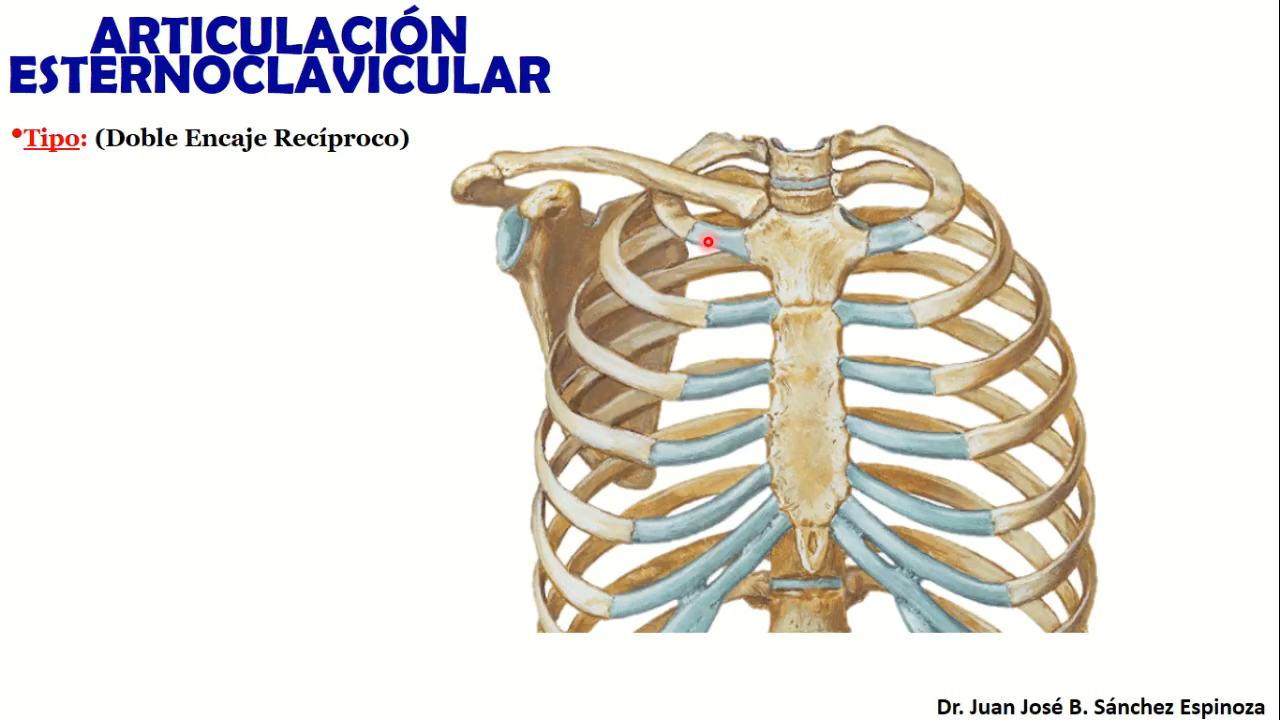 ARTICULACIÓN
ESTERNOCLAVICULAR
•Tipo: (Doble Encaje Recíproco)
Dr. Juan José B. Sánchez Espinoza